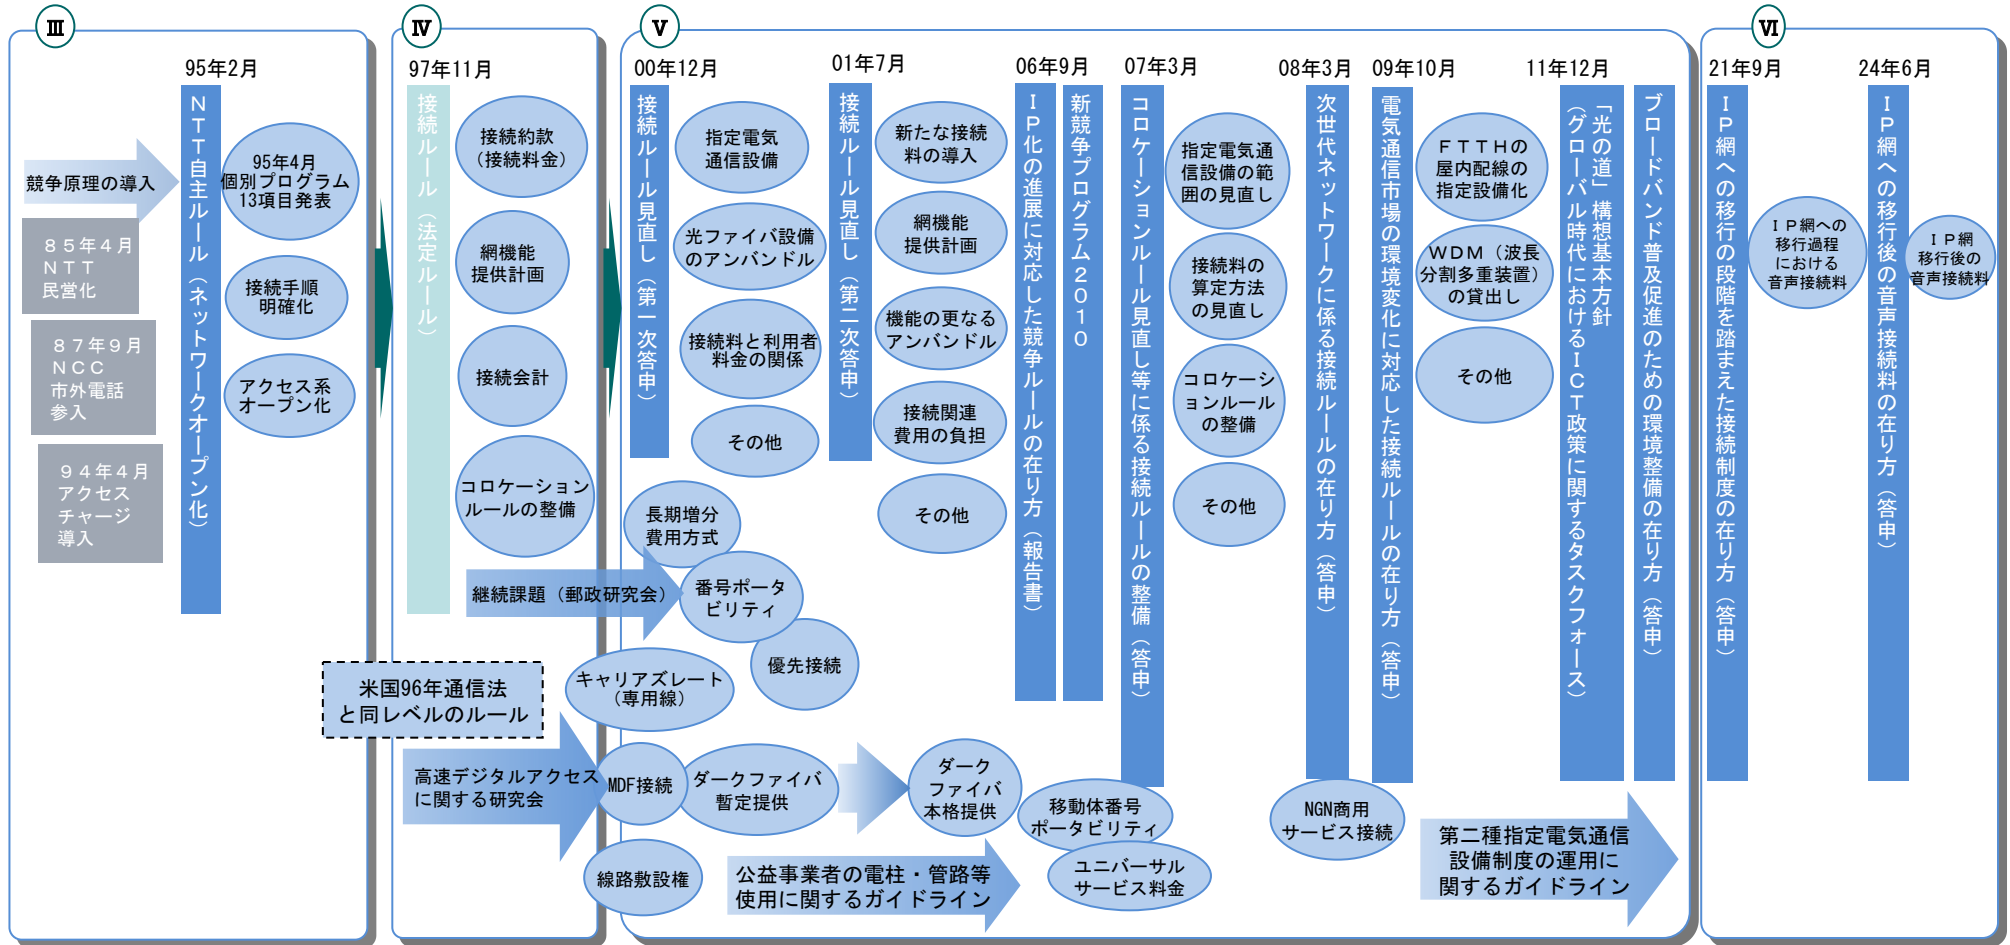 Ⅲ
95年2月
ＮＴＴ自主ルール（ネットワークオープン化）
競争原理の導入
８５年４月
ＮＴＴ
民営化
８７年９月
ＮＣＣ
市外電話
参入
９４年４月
アクセス
チャージ
導入
95年4月
個別プログラム
13項目発表
接続手順
明確化
アクセス系
オープン化
Ⅳ
97年11月
接続ルール（法定ルール）
接続約款
（接続料金）
網機能
提供計画
接続会計
コロケーション
ルールの整備
継続課題（郵政研究会）
米国96年通信法
と同レベルのルール
高速デジタルアクセス
に関する研究会
Ⅴ
00年12月
接続ルール見直し（第一次答申）
指定電気
通信設備
光ファイバ設備
のアンバンドル
接続料と利用者
料金の関係
その他
長期増分
費用方式
番号ポータ
ビリティ
優先接続
キャリアズレート
（専用線）
MDF接続
ダークファイバ
暫定提供
線路敷設権
01年7月
接続ルール見直し（第二次答申）
新たな接続
料の導入
網機能
提供計画
機能の更なる
アンバンドル
接続関連
費用の負担
その他
ダーク
ファイバ
本格提供
公益事業者の電柱・管路等
使用に関するガイドライン
06年9月
ＩＰ化の進展に対応した競争ルールの在り方（報告書）
新競争プログラム２０１０
07年3月
コロケーションルール見直し等に係る接続ルールの整備（答申）
指定電気通
信設備の範
囲の見直し
接続料の
算定方法
の見直し
コロケーシ
ョンルール
の整備
その他
移動体番号
ポータビリティ
ユニバーサル
サービス料金
08年3月
次世代ネットワークに係る接続ルールの在り方（答申）
NGN商用
サービス接続
09年10月
電気通信市場の環境変化に対応した接続ルールの在り方（答申）
ＦＴＴＨの
屋内配線の
指定設備化
ＷＤＭ（波長
分割多重装置）
の貸出し
その他
11年12月
「光の道」構想基本方針
（グローバル時代におけるＩＣＴ政策に関するタスクフォース）
ブロードバンド普及促進のための環境整備の在り方（答申）
第二種指定電気通信
設備制度の運用に
関するガイドライン
Ⅵ
21年9月
ＩＰ網への移行の段階を踏まえた接続制度の在り方（答申）
ＩＰ網への
移行過程
における
音声接続料
24年6月
ＩＰ網への移行後の音声接続料の在り方（答申）
ＩＰ網
移行後の
音声接続料